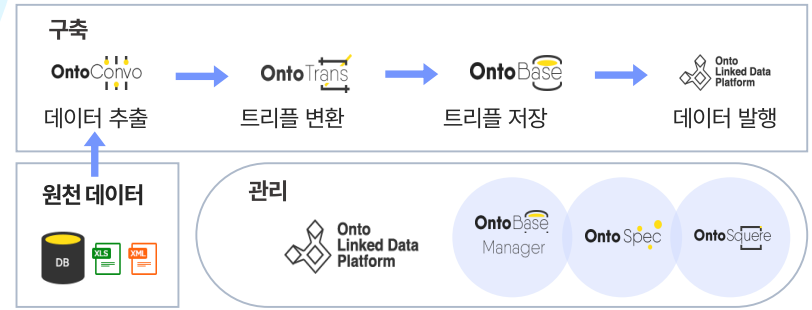 구축
OntoConvo
OntoTrans
OntoBase
Onto
Linked Data
Platform
데이터 추출
트리플 변환
트리플 저장
데이터 발행
원천 데이터
DB
XLS
XML
관리
Onto
Linked Data
Platform
OntoBase
Manager
OntoSpec
OntoSquere